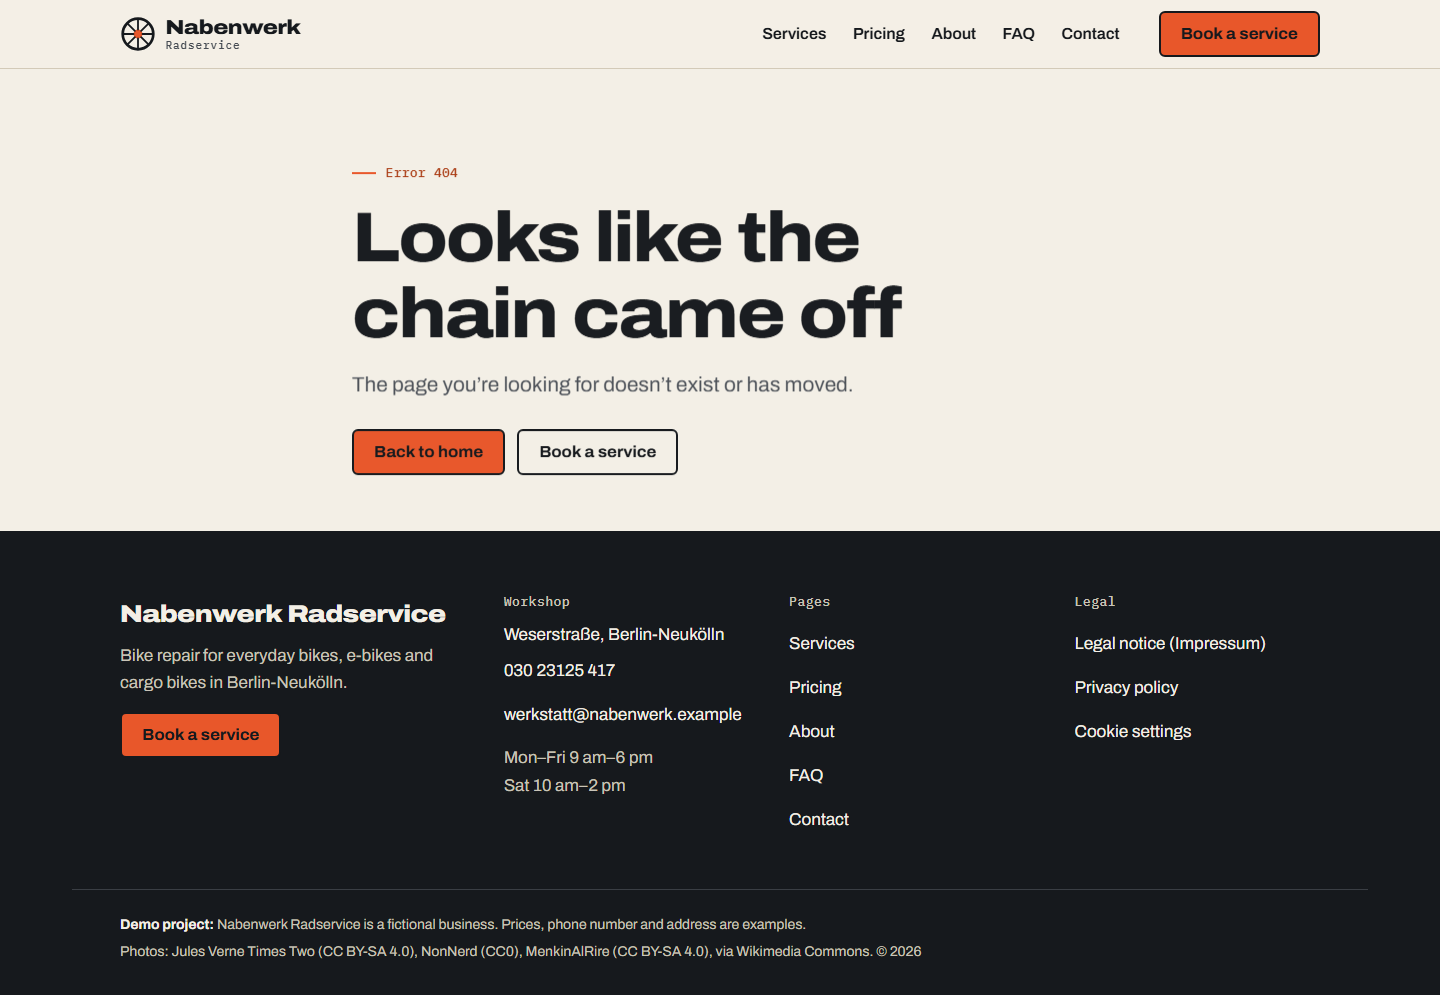 Nabenwerk
Radservice
Services
Pricing
About
FAQ
Contact
Book a service
Error 404
Looks like the
chain came off
The page you’re looking for doesn’t exist or has moved.
Back to home
Book a service
Nabenwerk Radservice
Bike repair for everyday bikes, e-bikes and
cargo bikes in Berlin-Neukölln.
Book a service
Workshop
Weserstraße, Berlin-Neukölln
030 23125 417
werkstatt@nabenwerk.example
Mon–Fri 9 am–6 pm
Sat 10 am–2 pm
Pages
Services
Pricing
About
FAQ
Contact
Legal
Legal notice (Impressum)
Privacy policy
Cookie settings
Demo project: Nabenwerk Radservice is a fictional business. Prices, phone number and address are examples.
Photos: Jules Verne Times Two (CC BY-SA 4.0), NonNerd (CC0), MenkinAlRire (CC BY-SA 4.0), via Wikimedia Commons. © 2026